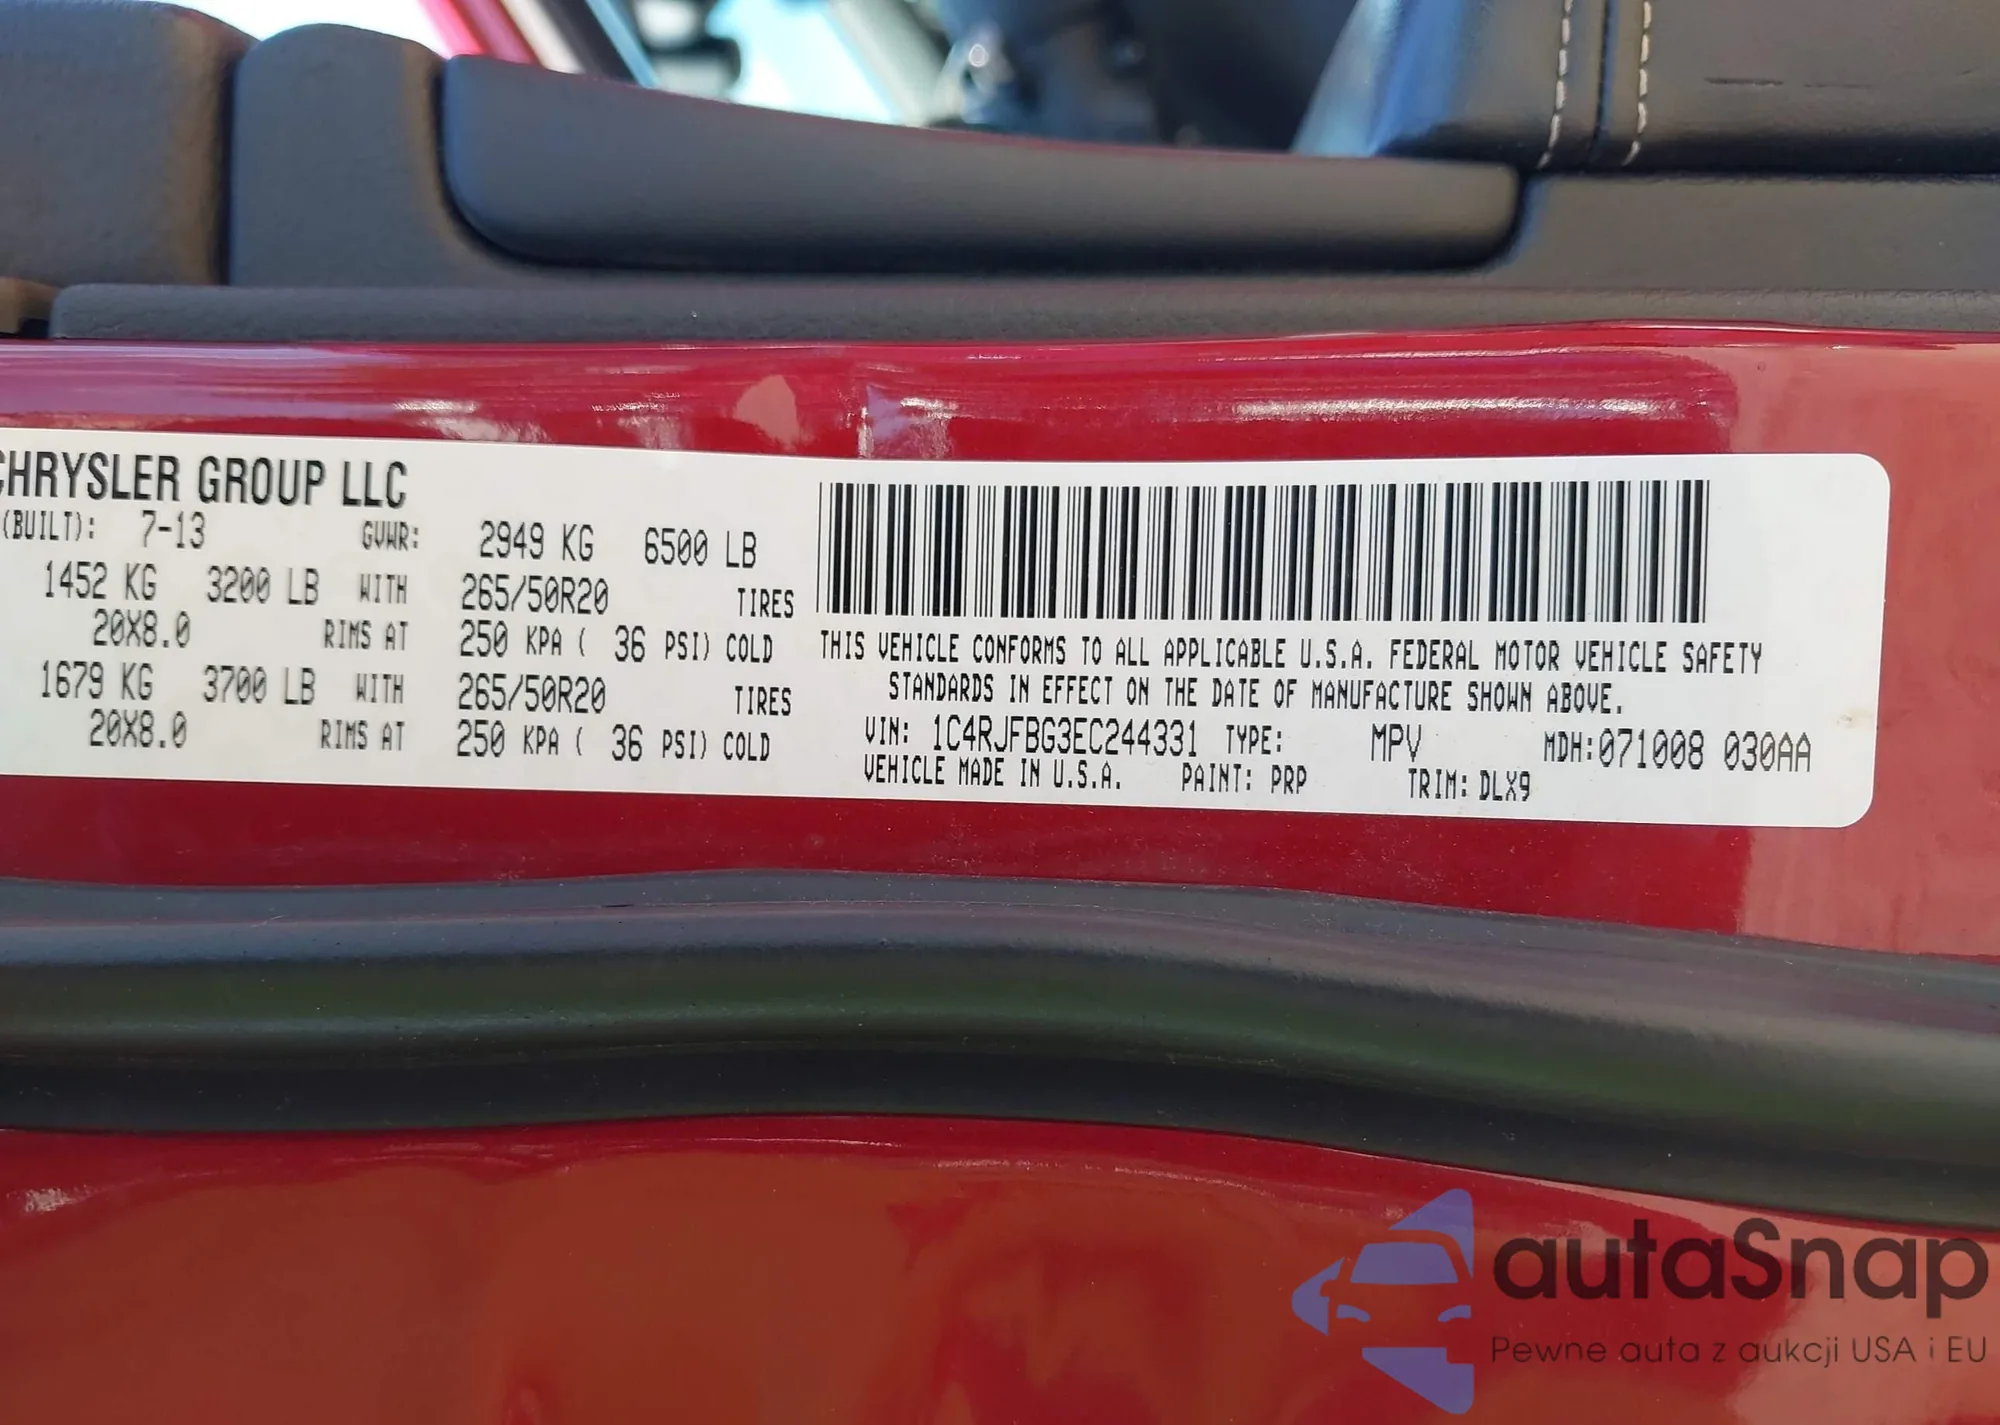 CHRYSLER GROUP LLC
(BUILT): 7-13 GVWR: 2949 KG 6500 LB
1452 KG 3200 LB WITH 265/50R20 TIRES
20X8.0 RIMS AT 250 KPA ( 36 PSI) COLD
1679 KG 3700 LB WITH 265/50R20 TIRES
20X8.0 RIMS AT 250 KPA ( 36 PSI) COLD
THIS VEHICLE CONFORMS TO ALL APPLICABLE U.S.A. FEDERAL MOTOR VEHICLE SAFETY
STANDARDS IN EFFECT ON THE DATE OF MANUFACTURE SHOWN ABOVE.
VIN: 1C4RJFBG3EC244331 TYPE: MPV MDH:071008 030AA
VEHICLE MADE IN U.S.A. PAINT: PRP TRIM: DLX9
autaSnap
Pewne auta z aukcji USA i EU